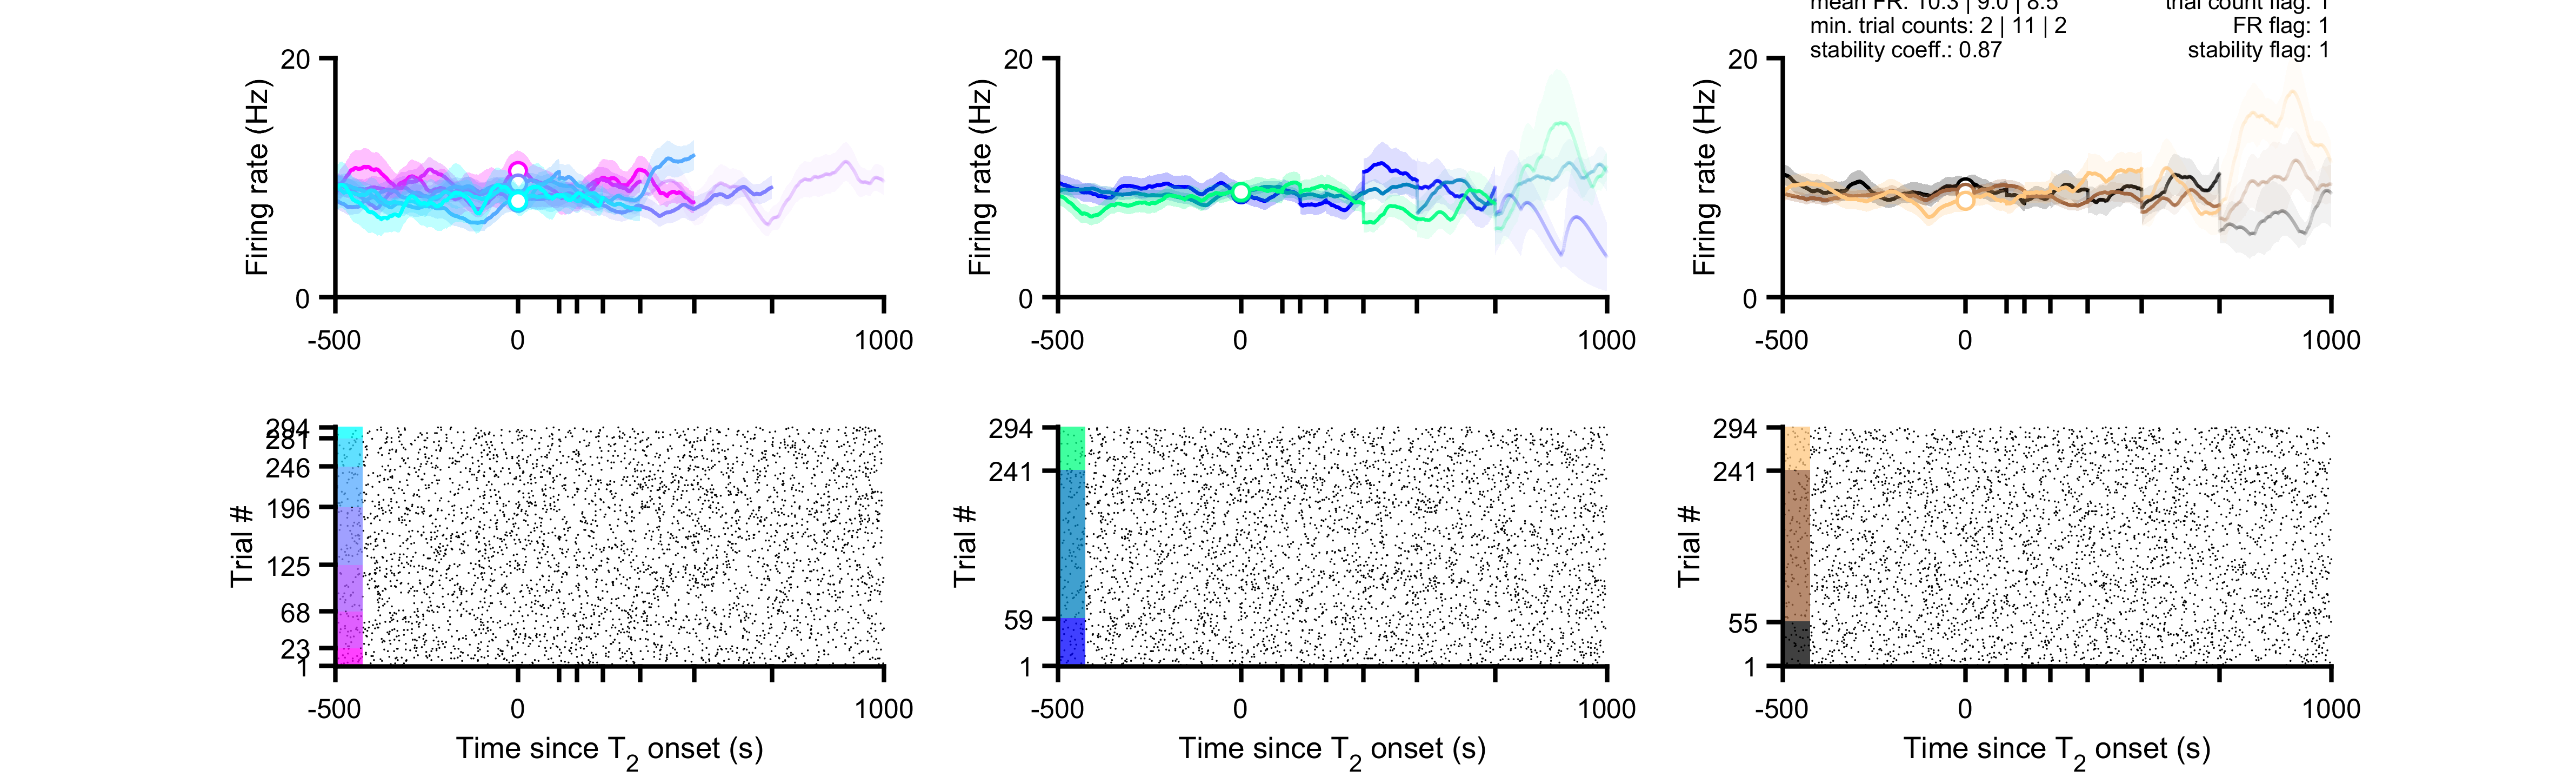 mean FR: 10.3 | 9.0 | 8.5 trial count flag: 1
min. trial counts: 2 | 11 | 2 FR flag: 1
stability coeff.: 0.87 stability flag: 1
20
Firing rate (Hz)
0
-500 0 1000
20
Firing rate (Hz)
0
-500 0 1000
20
Firing rate (Hz)
0
-500 0 1000
294
281
246
196
125
68
23
1
Trial #
-500 0 1000
Time since T2 onset (s)
294
241
59
1
Trial #
-500 0 1000
Time since T2 onset (s)
294
241
55
1
Trial #
-500 0 1000
Time since T2 onset (s)